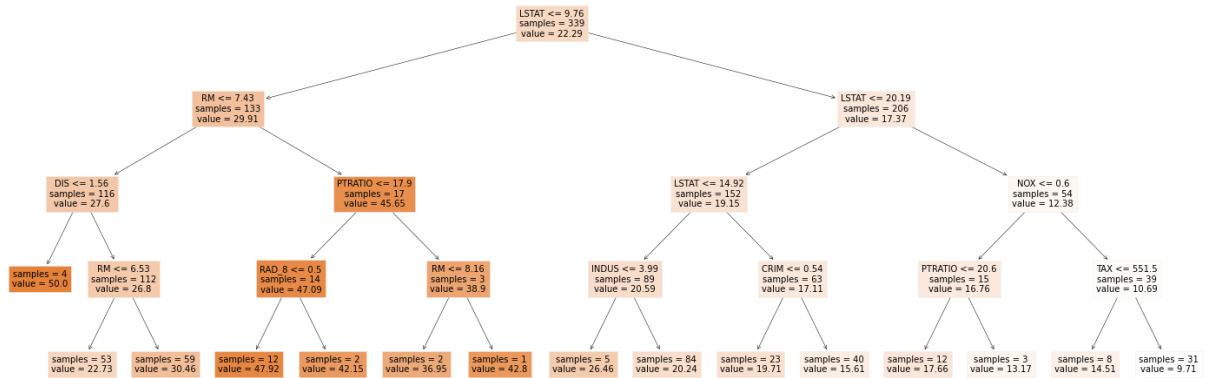 LSTAT <= 9.76
samples = 339
value = 22.29
RM <= 7.43
samples = 133
value = 29.91
LSTAT <= 20.19
samples = 206
value = 17.37
DIS <= 1.56
samples = 116
value = 27.6
PTRATIO <= 17.9
samples = 17
value = 45.65
LSTAT <= 14.92
samples = 152
value = 19.15
NOX <= 0.6
samples = 54
value = 12.38
samples = 4
value = 50.0
RM <= 6.53
samples = 112
value = 26.8
RAD_8 <= 0.5
samples = 14
value = 47.09
RM <= 8.16
samples = 3
value = 38.9
INDUS <= 3.99
samples = 89
value = 20.59
CRIM <= 0.54
samples = 63
value = 17.11
PTRATIO <= 20.6
samples = 15
value = 16.76
TAX <= 551.5
samples = 39
value = 10.69
samples = 53
value = 22.73
samples = 59
value = 30.46
samples = 12
value = 47.92
samples = 2
value = 42.15
samples = 2
value = 36.95
samples = 1
value = 42.8
samples = 5
value = 26.46
samples = 84
value = 20.24
samples = 23
value = 19.71
samples = 40
value = 15.61
samples = 12
value = 17.66
samples = 3
value = 13.17
samples = 8
value = 14.51
samples = 31
value = 9.71